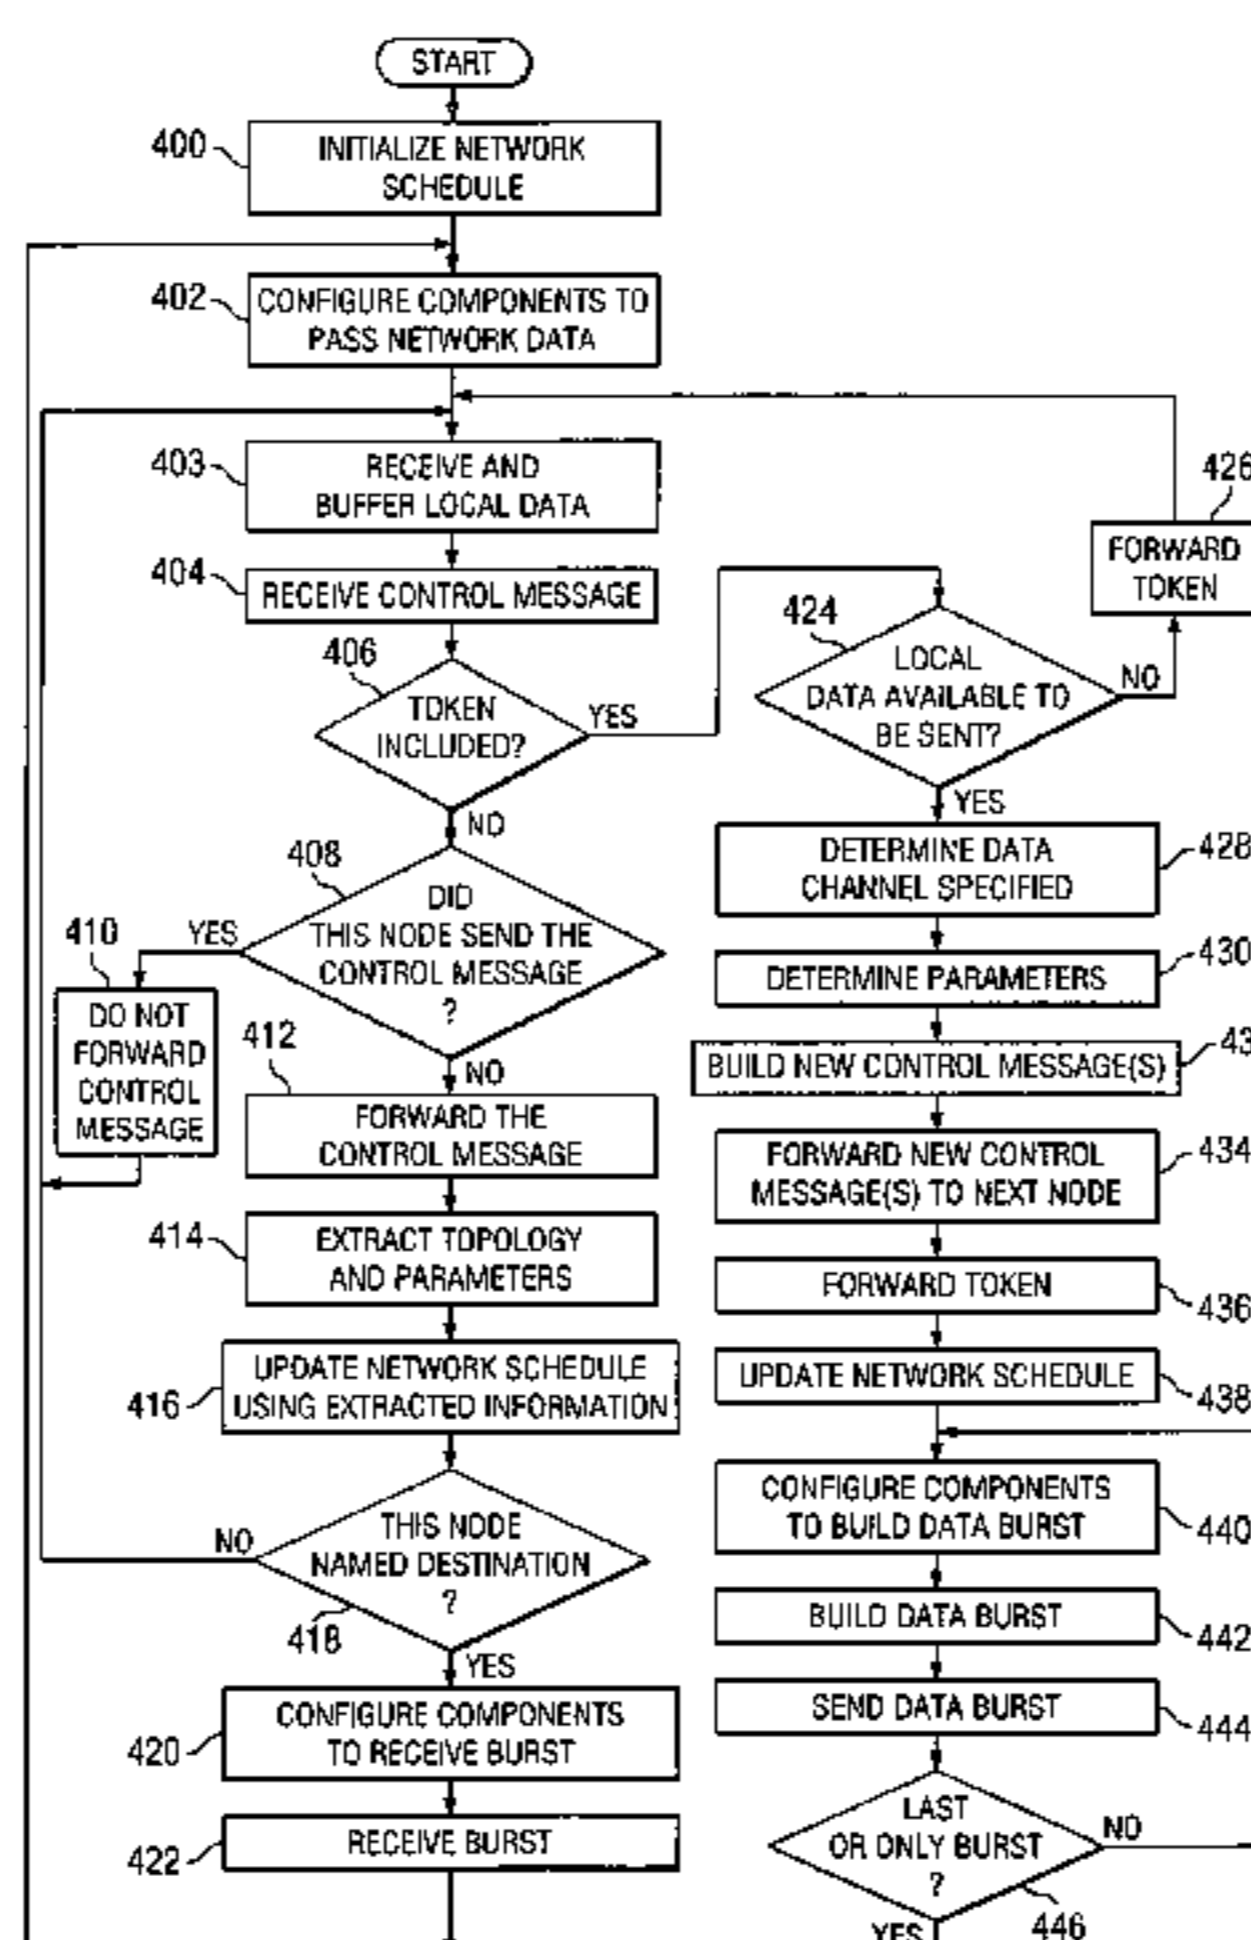 START
400
INITIALIZE NETWORK
SCHEDULE
402
CONFIGURE COMPONENTS TO
PASS NETWORK DATA
403
RECEIVE AND
BUFFER LOCAL DATA
404
RECEIVE CONTROL MESSAGE
406
TOKEN
INCLUDED?
YES
NO
408
DID
THIS NODE SEND THE
CONTROL MESSAGE
?
YES
NO
410
DO NOT
FORWARD
CONTROL
MESSAGE
412
FORWARD THE
CONTROL MESSAGE
414
EXTRACT TOPOLOGY
AND PARAMETERS
416
UPDATE NETWORK SCHEDULE
USING EXTRACTED INFORMATION
THIS NODE
NAMED DESTINATION
?
NO
418
YES
420
CONFIGURE COMPONENTS
TO RECEIVE BURST
422
RECEIVE BURST
426
FORWARD
TOKEN
424
LOCAL
DATA AVAILABLE TO
BE SENT?
NO
YES
DETERMINE DATA
CHANNEL SPECIFIED
428
DETERMINE PARAMETERS
430
BUILD NEW CONTROL MESSAGE(S)
43
FORWARD NEW CONTROL
MESSAGE(S) TO NEXT NODE
434
FORWARD TOKEN
436
UPDATE NETWORK SCHEDULE
438
CONFIGURE COMPONENTS
TO BUILD DATA BURST
440
BUILD DATA BURST
442
SEND DATA BURST
444
LAST
OR ONLY BURST
?
NO
446
YES